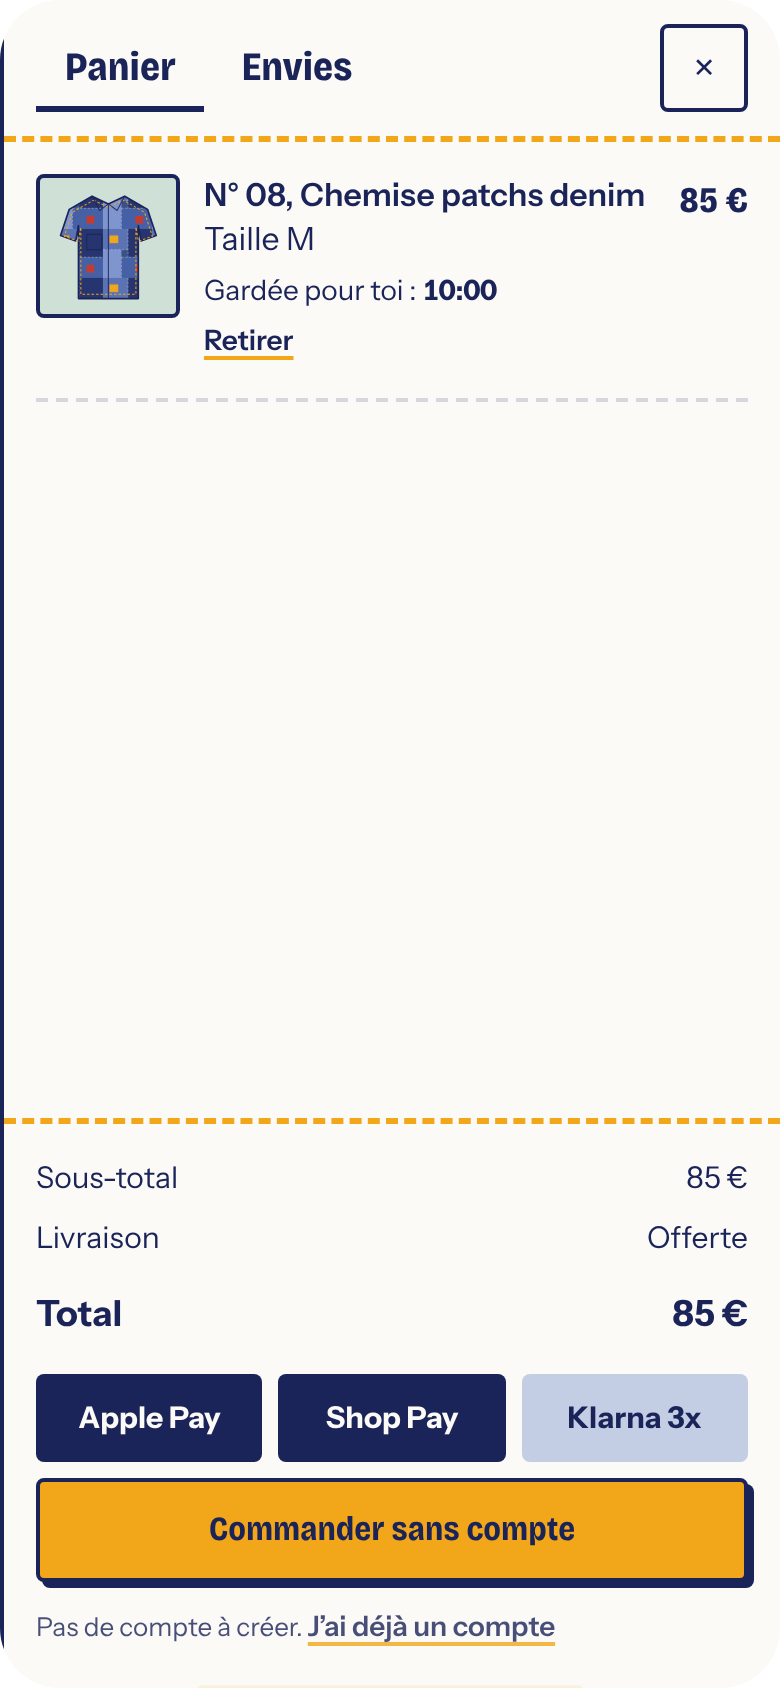 Panier Envies ×
N° 08, Chemise patchs denim 85 €
Taille M
Gardée pour toi : 10:00
Retirer
Sous-total 85 €
Livraison Offerte
Total 85 €
Apple Pay Shop Pay Klarna 3x
Commander sans compte
Pas de compte à créer. J’ai déjà un compte